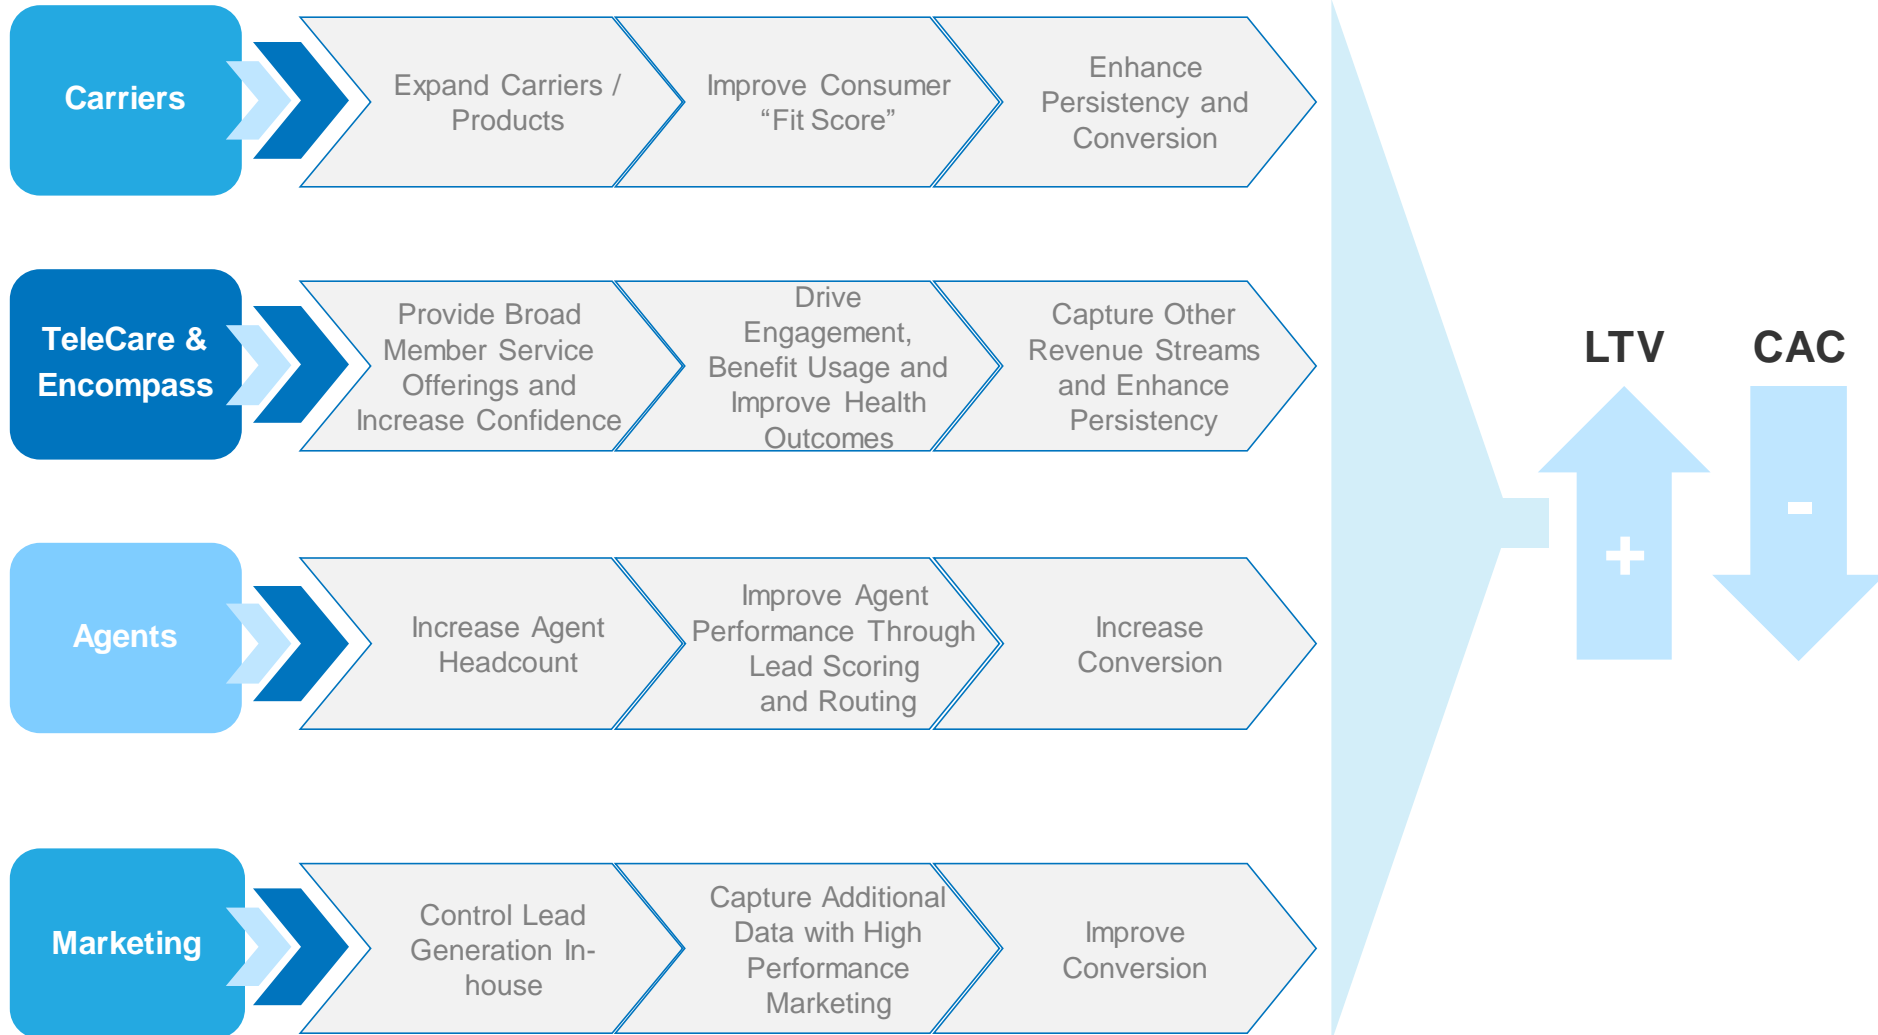 Carriers
Expand Carriers /
Products
Improve Consumer
“Fit Score”
Enhance
Persistency and
Conversion
TeleCare &
Encompass
Provide Broad
Member Service
Offerings and
Increase Confidence
Drive
Engagement,
Benefit Usage and
Improve Health
Outcomes
Capture Other
Revenue Streams
and Enhance
Persistency
Agents
Increase Agent
Headcount
Improve Agent
Performance Through
Lead Scoring
and Routing
Increase
Conversion
Marketing
Control Lead
Generation In-
house
Capture Additional
Data with High
Performance
Marketing
Improve
Conversion
LTV
+
CAC
-